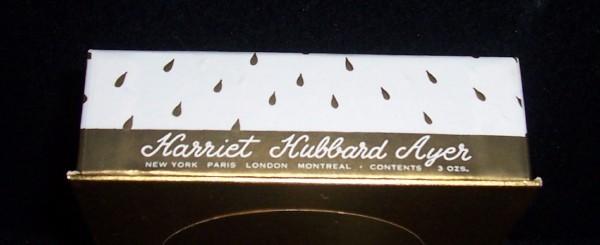 Harriet Hubbard Ayer
NEW YORK PARIS LONDON MONTREAL • CONTENTS 3 OZS.